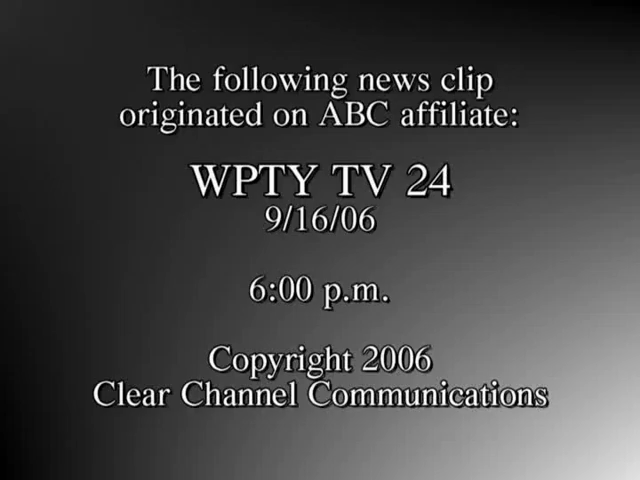 The following news clip
originated on ABC affiliate:
WPTY TV 24
9/16/06
6:00 p.m.
Copyright 2006
Clear Channel Communications